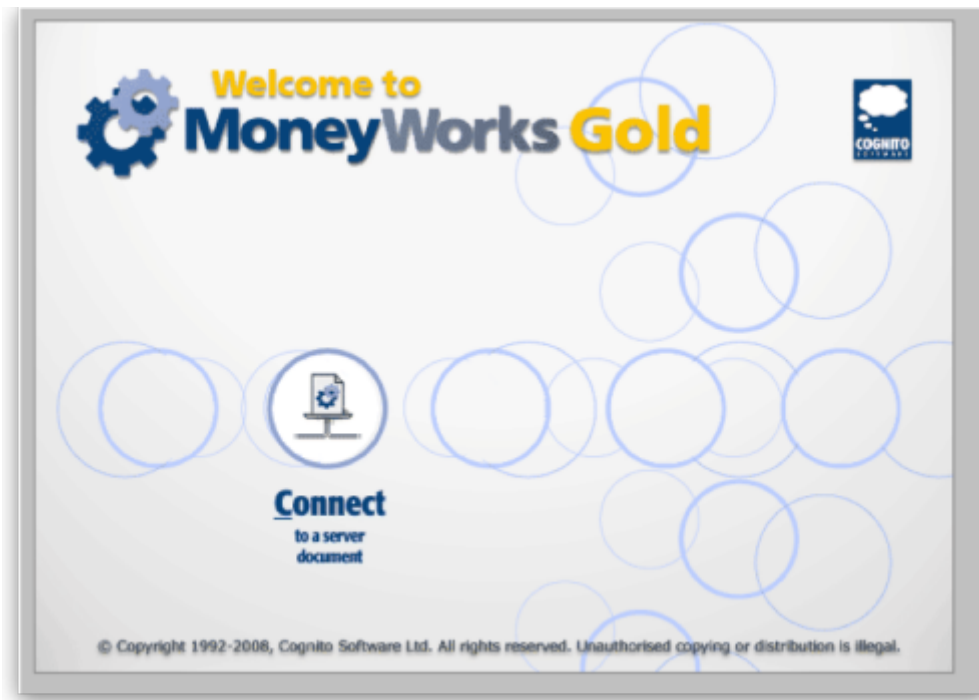 Welcome to
MoneyWorks Gold
COGNITO
SOFTWARE
Connect
to a server
document
© Copyright 1992-2008, Cognito Software Ltd. All rights reserved. Unauthorised copying or distribution is illegal.